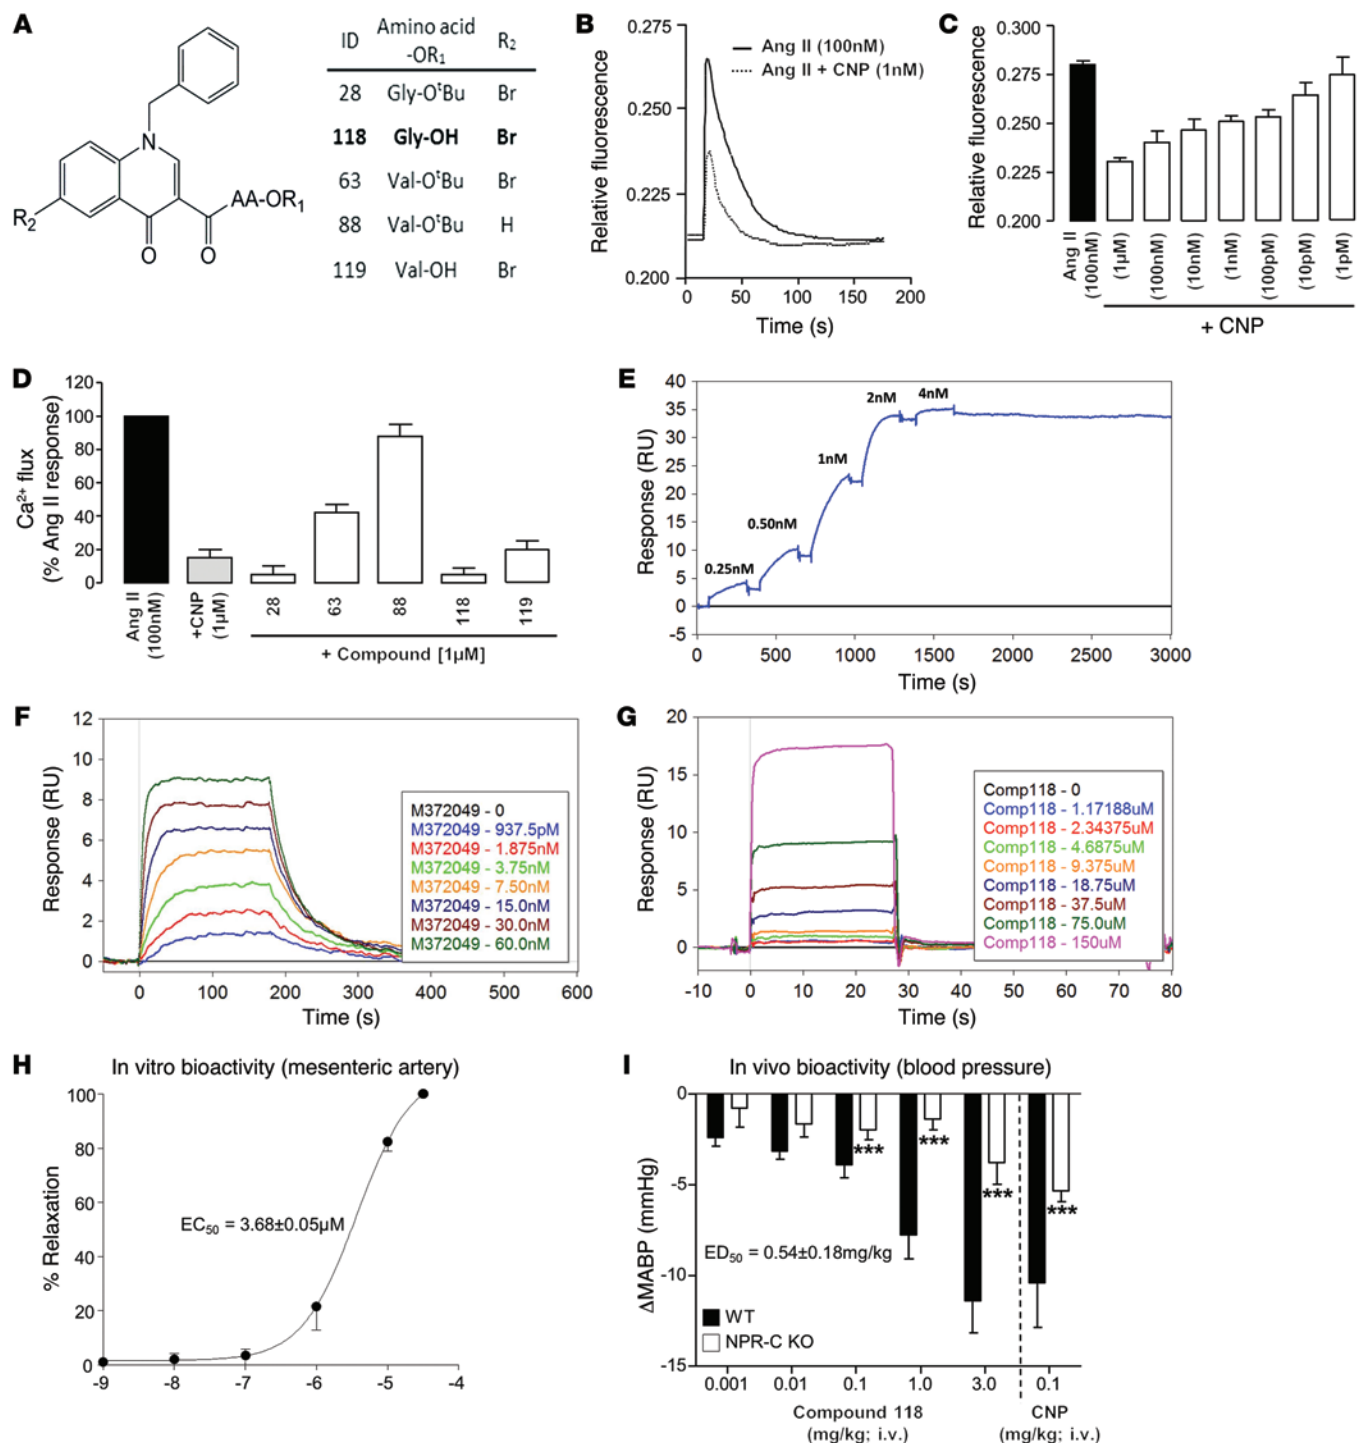 A
ID Amino acid -OR1 R2
28 Gly-OtBu Br
118 Gly-OH Br
63 Val-OtBu Br
88 Val-OtBu H
119 Val-OH Br
N
R2
AA-OR1
O
O
B
Relative fluorescence
0.275
0.250
0.225
0.200
Ang II (100nM)
Ang II + CNP (1nM)
0 50 100 150 200
Time (s)
C
Relative fluorescence
0.300
0.275
0.250
0.225
0.200
Ang II (100nM)
(1µM)
(100nM)
(10nM)
(1nM)
(100pM)
(10pM)
(1pM)
+ CNP
D
Ca2+ flux
(% Ang II response)
120
100
80
60
40
20
0
Ang II (100nM)
+CNP (1µM)
28
63
88
118
119
+ Compound [1µM]
E
Response (RU)
40
35
30
25
20
15
10
5
0
-5
0.25nM
0.50nM
1nM
2nM
4nM
0 500 1000 1500 2000 2500 3000
Time (s)
F
Response (RU)
12
10
8
6
4
2
0
M372049 - 0
M372049 - 937.5pM
M372049 - 1.875nM
M372049 - 3.75nM
M372049 - 7.50nM
M372049 - 15.0nM
M372049 - 30.0nM
M372049 - 60.0nM
0 100 200 300 400 500 600
Time (s)
G
Response (RU)
20
15
10
5
0
Comp118 - 0
Comp118 - 1.17188uM
Comp118 - 2.34375uM
Comp118 - 4.6875uM
Comp118 - 9.375uM
Comp118 - 18.75uM
Comp118 - 37.5uM
Comp118 - 75.0uM
Comp118 - 150uM
-10 0 10 20 30 40 50 60 70 80
Time (s)
H
In vitro bioactivity (mesenteric artery)
% Relaxation
100
80
60
40
20
0
EC50 = 3.68±0.05µM
-9 -8 -7 -6 -5 -4
I
In vivo bioactivity (blood pressure)
ΔMABP (mmHg)
0
-5
-10
-15
***
***
***
***
ED50 = 0.54±0.18mg/kg
WT
NPR-C KO
0.001 0.01 0.1 1.0 3.0 0.1
Compound 118
(mg/kg; i.v.)
CNP
(mg/kg; i.v.)